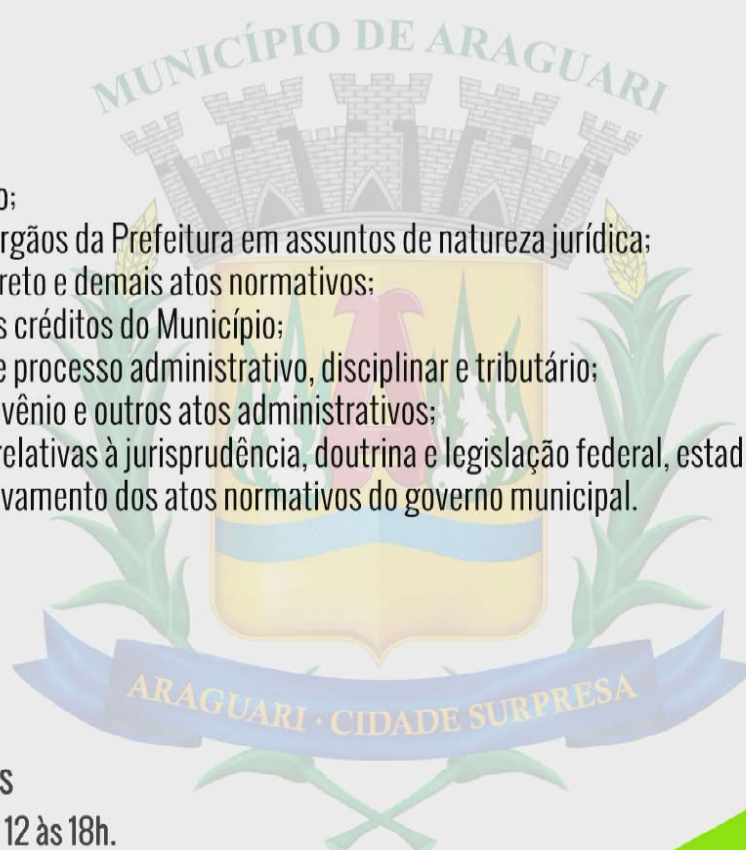 MUNICÍPIO DE ARAGUARI
o;
rgãos da Prefeitura em assuntos de natureza jurídica;
reto e demais atos normativos;
s créditos do Município;
e processo administrativo, disciplinar e tributário;
vênio e outros atos administrativos;
relativas à jurisprudência, doutrina e legislação federal, estad
vamento dos atos normativos do governo municipal.
ARAGUARI · CIDADE SURPRESA
S
12 às 18h.